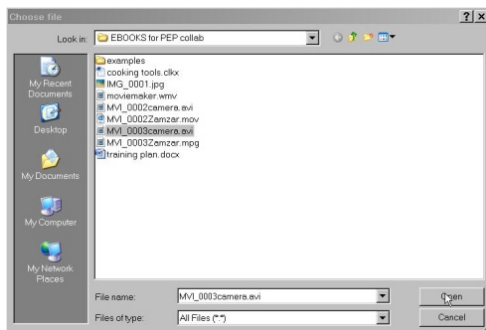 Choose file
Look in: EBOOKS for PEP collab
My Recent
Documents
Desktop
My Documents
My Computer
My Network
Places
examples
cooking tools.clkx
IMG_0001.jpg
moviemaker.wmv
MVI_0002camera.avi
MVI_0002Zamzar.mov
MVI_0003camera.avi
MVI_0003Zamzar.mpg
training plan.docx
File name: MVI_0003camera.avi Open
Files of type: All Files (*.*) Cancel